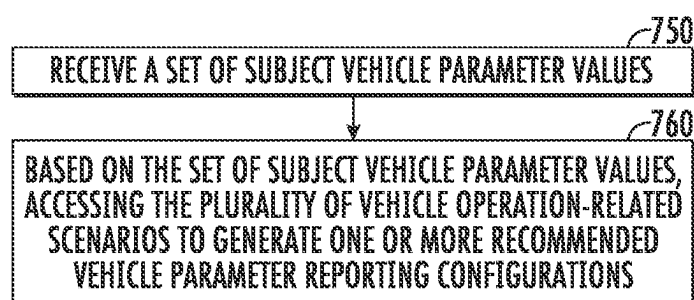 750
RECEIVE A SET OF SUBJECT VEHICLE PARAMETER VALUES
760
BASED ON THE SET OF SUBJECT VEHICLE PARAMETER VALUES,
ACCESSING THE PLURALITY OF VEHICLE OPERATION-RELATED
SCENARIOS TO GENERATE ONE OR MORE RECOMMENDED
VEHICLE PARAMETER REPORTING CONFIGURATIONS